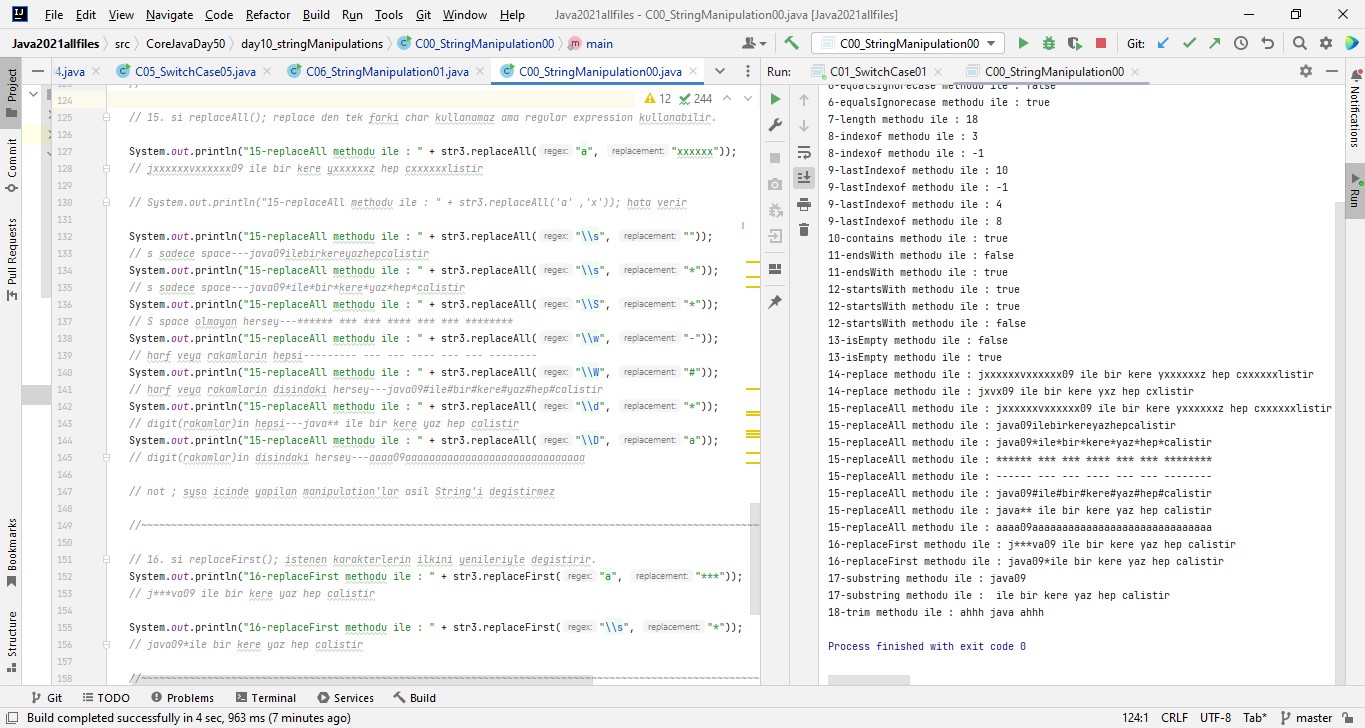 File Edit View Navigate Code Refactor Build Run Tools Git Window Help Java2021allfiles - C00_StringManipulation00.java [Java2021allfiles]
Java2021allfiles src CoreJavaDay50 day10_stringManipulations C00_StringManipulation00 main C00_StringManipulation00 Git:
4.java C05_SwitchCase05.java C06_StringManipulation01.java C00_StringManipulation00.java Run: C01_SwitchCase01 C00_StringManipulation00
Project
Commit
Pull Requests
Bookmarks
Structure
12 244
124
125 // 15. si replaceAll(); replace den tek farki char kullanamaz ama regular expression kullanabilir.
126
127 System.out.println("15-replaceAll methodu ile : " + str3.replaceAll( regex: "a", replacement: "xxxxxx"));
128 // jxxxxxxvxxxxxx09 ile bir kere yxxxxxxz hep cxxxxxxlistir
129
130 // System.out.println("15-replaceAll methodu ile : " + str3.replaceAll('a' ,'x')); hata verir
131
132 System.out.println("15-replaceAll methodu ile : " + str3.replaceAll( regex: "\\s", replacement: ""));
133 // s sadece space---java09ilebirkereyazhepcalistir
134 System.out.println("15-replaceAll methodu ile : " + str3.replaceAll( regex: "\\s", replacement: "*"));
135 // s sadece space---java09*ile*bir*kere*yaz*hep*calistir
136 System.out.println("15-replaceAll methodu ile : " + str3.replaceAll( regex: "\\S", replacement: "*"));
137 // S space olmayan hersey---****** *** *** **** *** *** ********
138 System.out.println("15-replaceAll methodu ile : " + str3.replaceAll( regex: "\\w", replacement: "-"));
139 // harf veya rakamlarin hepsi--------- --- --- ---- --- --- --------
140 System.out.println("15-replaceAll methodu ile : " + str3.replaceAll( regex: "\\W", replacement: "#"));
141 // harf veya rakamlarin disindaki hersey---java09#ile#bir#kere#yaz#hep#calistir
142 System.out.println("15-replaceAll methodu ile : " + str3.replaceAll( regex: "\\d", replacement: "*"));
143 // digit(rakamlar)in hepsi---java** ile bir kere yaz hep calistir
144 System.out.println("15-replaceAll methodu ile : " + str3.replaceAll( regex: "\\D", replacement: "a"));
145 // digit(rakamlar)in disindaki hersey---aaaa09aaaaaaaaaaaaaaaaaaaaaaaaaaaaaa
146
147 // not ; syso icinde yapilan manipulation'lar asil String'i degistirmez
148
149
150
151 // 16. si replaceFirst(); istenen karakterlerin ilkini yenileriyle degistirir.
152 System.out.println("16-replaceFirst methodu ile : " + str3.replaceFirst( regex: "a", replacement: "***"));
153 // j***va09 ile bir kere yaz hep calistir
154
155 System.out.println("16-replaceFirst methodu ile : " + str3.replaceFirst( regex: "\\s", replacement: "*"));
156 // java09*ile bir kere yaz hep calistir
157
158
6-equalsIgnorecase methodu ile : false
6-equalsIgnorecase methodu ile : true
7-length methodu ile : 18
8-indexof methodu ile : 3
8-indexof methodu ile : -1
9-lastIndexof methodu ile : 10
9-lastIndexof methodu ile : -1
9-lastIndexof methodu ile : 4
9-lastIndexof methodu ile : 8
10-contains methodu ile : true
11-endsWith methodu ile : false
11-endsWith methodu ile : true
12-startsWith methodu ile : true
12-startsWith methodu ile : true
12-startsWith methodu ile : false
13-isEmpty methodu ile : false
13-isEmpty methodu ile : true
14-replace methodu ile : jxxxxxxvxxxxxx09 ile bir kere yxxxxxxz hep cxxxxxxlistir
14-replace methodu ile : jxvx09 ile bir kere yxz hep cxlistir
15-replaceAll methodu ile : jxxxxxxvxxxxxx09 ile bir kere yxxxxxxz hep cxxxxxxlistir
15-replaceAll methodu ile : java09ilebirkereyazhepcalistir
15-replaceAll methodu ile : java09*ile*bir*kere*yaz*hep*calistir
15-replaceAll methodu ile : ****** *** *** **** *** *** ********
15-replaceAll methodu ile : ------ --- --- ---- --- --- --------
15-replaceAll methodu ile : java09#ile#bir#kere#yaz#hep#calistir
15-replaceAll methodu ile : java** ile bir kere yaz hep calistir
15-replaceAll methodu ile : aaaa09aaaaaaaaaaaaaaaaaaaaaaaaaaaaaa
16-replaceFirst methodu ile : j***va09 ile bir kere yaz hep calistir
16-replaceFirst methodu ile : java09*ile bir kere yaz hep calistir
17-substring methodu ile : java09
17-substring methodu ile :  ile bir kere yaz hep calistir
18-trim methodu ile : ahhh java ahhh
Process finished with exit code 0
Notifications
Run
Git TODO Problems Terminal Services Build
Build completed successfully in 4 sec, 963 ms (7 minutes ago) 124:1 CRLF UTF-8 Tab* master